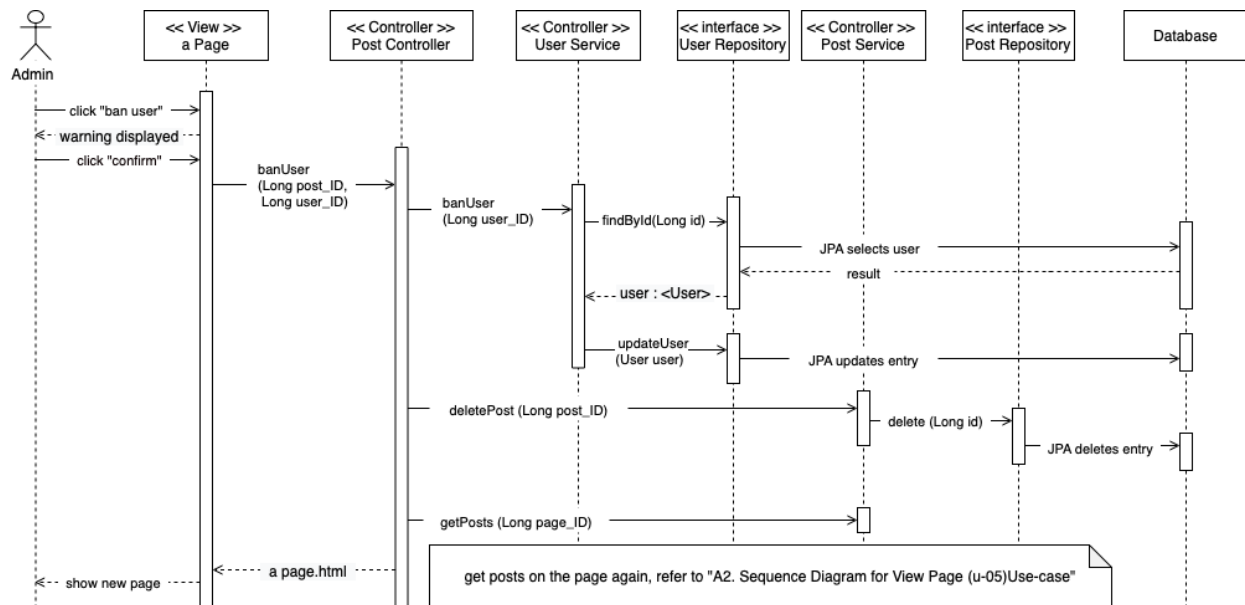 << View >>
a Page
<< Controller >>
Post Controller
<< Controller >>
User Service
<< interface >>
User Repository
<< Controller >>
Post Service
<< interface >>
Post Repository
Database
Admin
click "ban user"
warning displayed
click "confirm"
banUser
(Long post_ID,
Long user_ID)
banUser
(Long user_ID)
findById(Long id)
JPA selects user
result
user : <User>
updateUser
(User user)
JPA updates entry
deletePost (Long post_ID)
delete (Long id)
JPA deletes entry
getPosts (Long page_ID)
a page.html
show new page
get posts on the page again, refer to "A2. Sequence Diagram for View Page (u-05)Use-case"